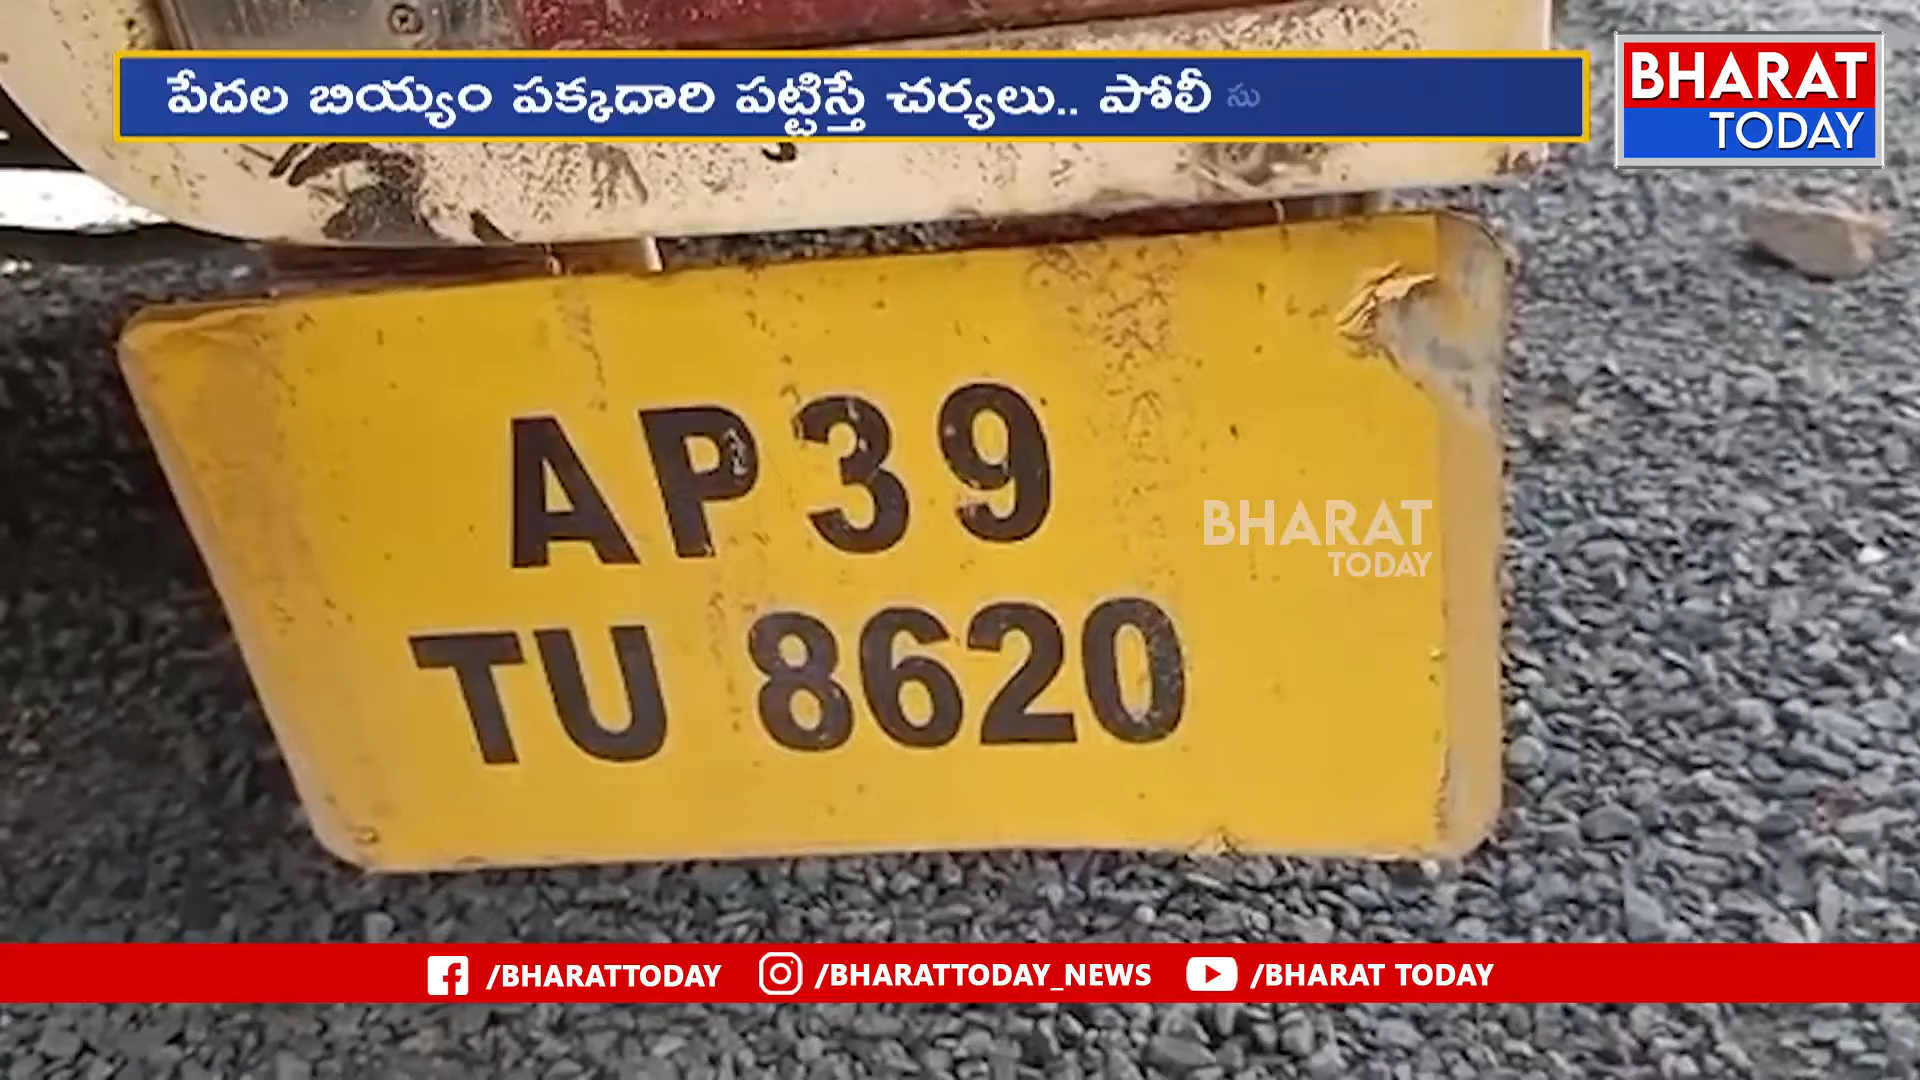 పేదల బియ్యం పక్కదారి పట్టిస్తే చర్యలు.. పోలీసు
BHARAT
TODAY
AP39
TU 8620
BHARAT
TODAY
/BHARATTODAY /BHARATTODAY_NEWS /BHARAT TODAY